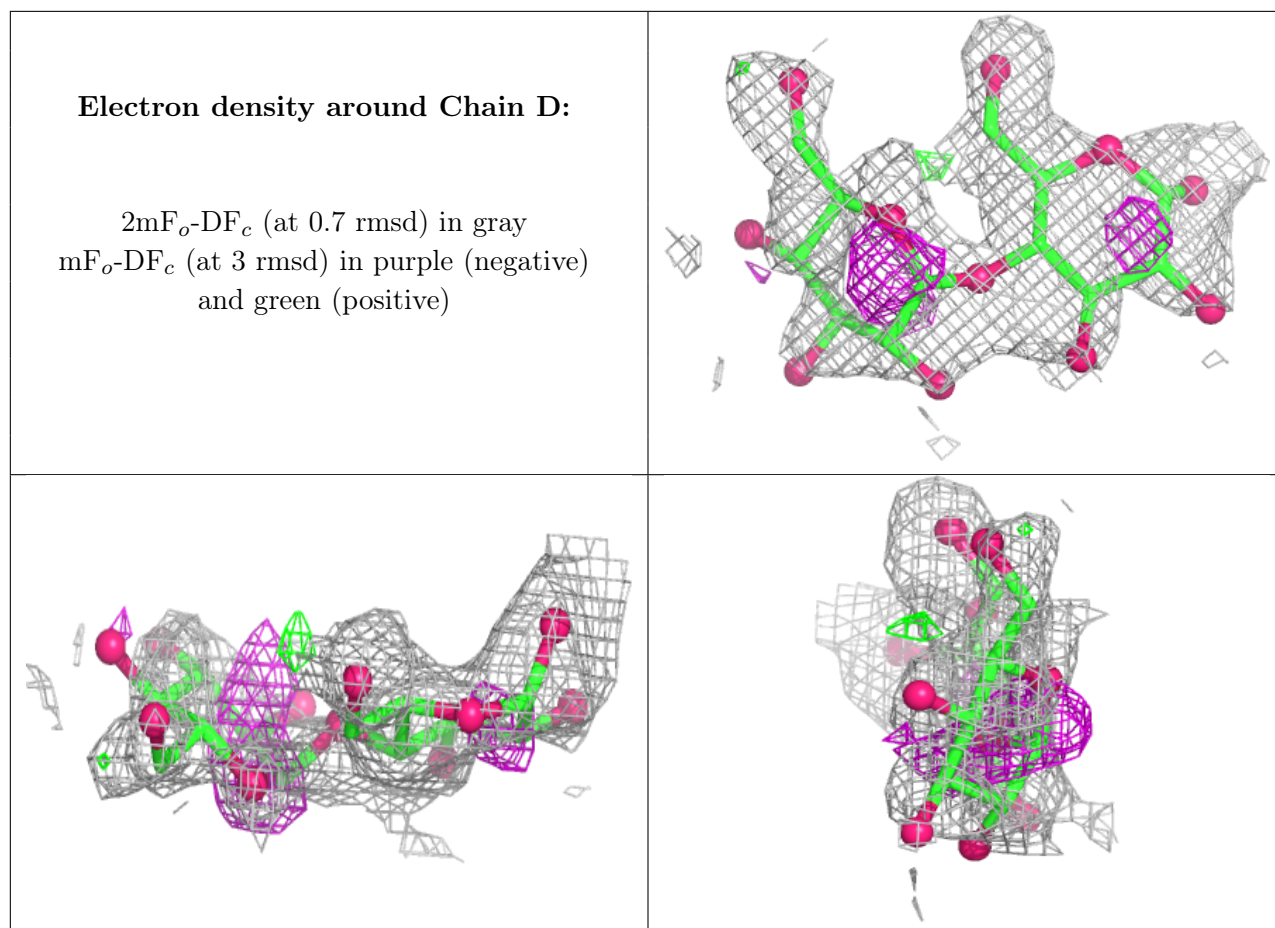 Electron density around Chain D:
2mFₒ-DF𝒸 (at 0.7 rmsd) in gray
mFₒ-DF𝒸 (at 3 rmsd) in purple (negative)
and green (positive)